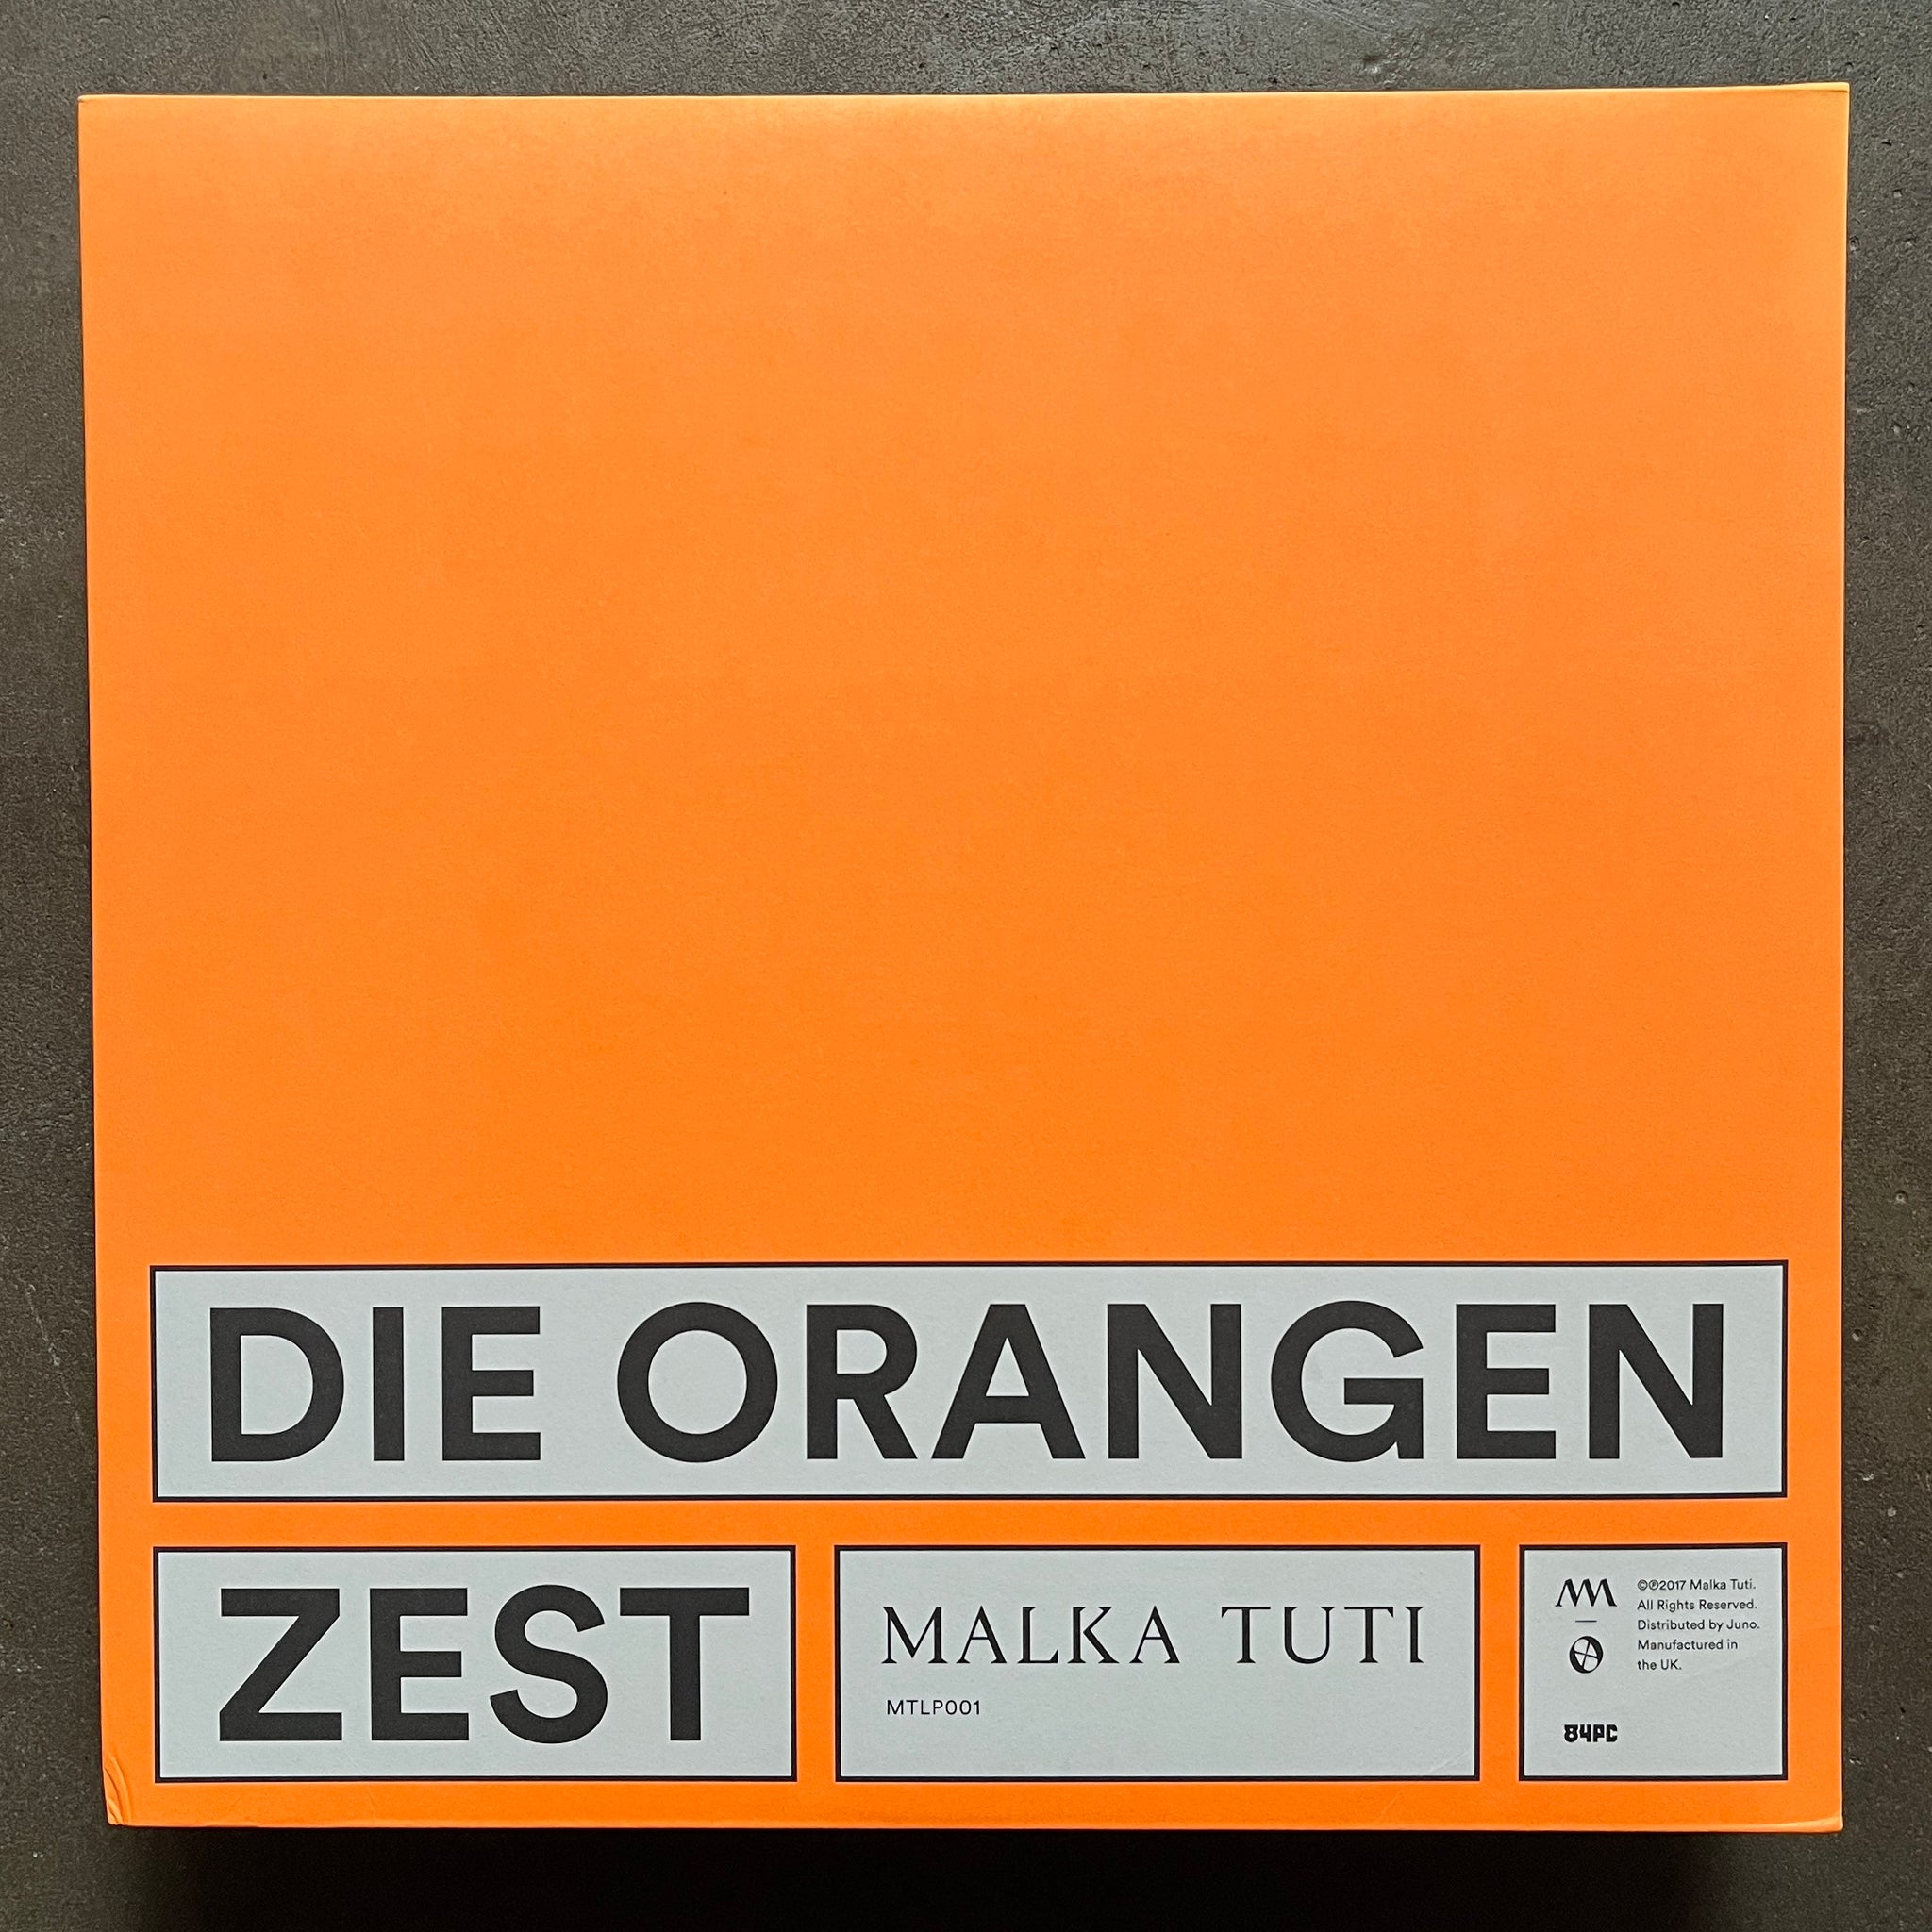 DIE ORANGEN
ZEST
MALKA TUTI
MTLP001
©℗2017 Malka Tuti.
All Rights Reserved.
Distributed by Juno.
Manufactured in
the UK.
84PC